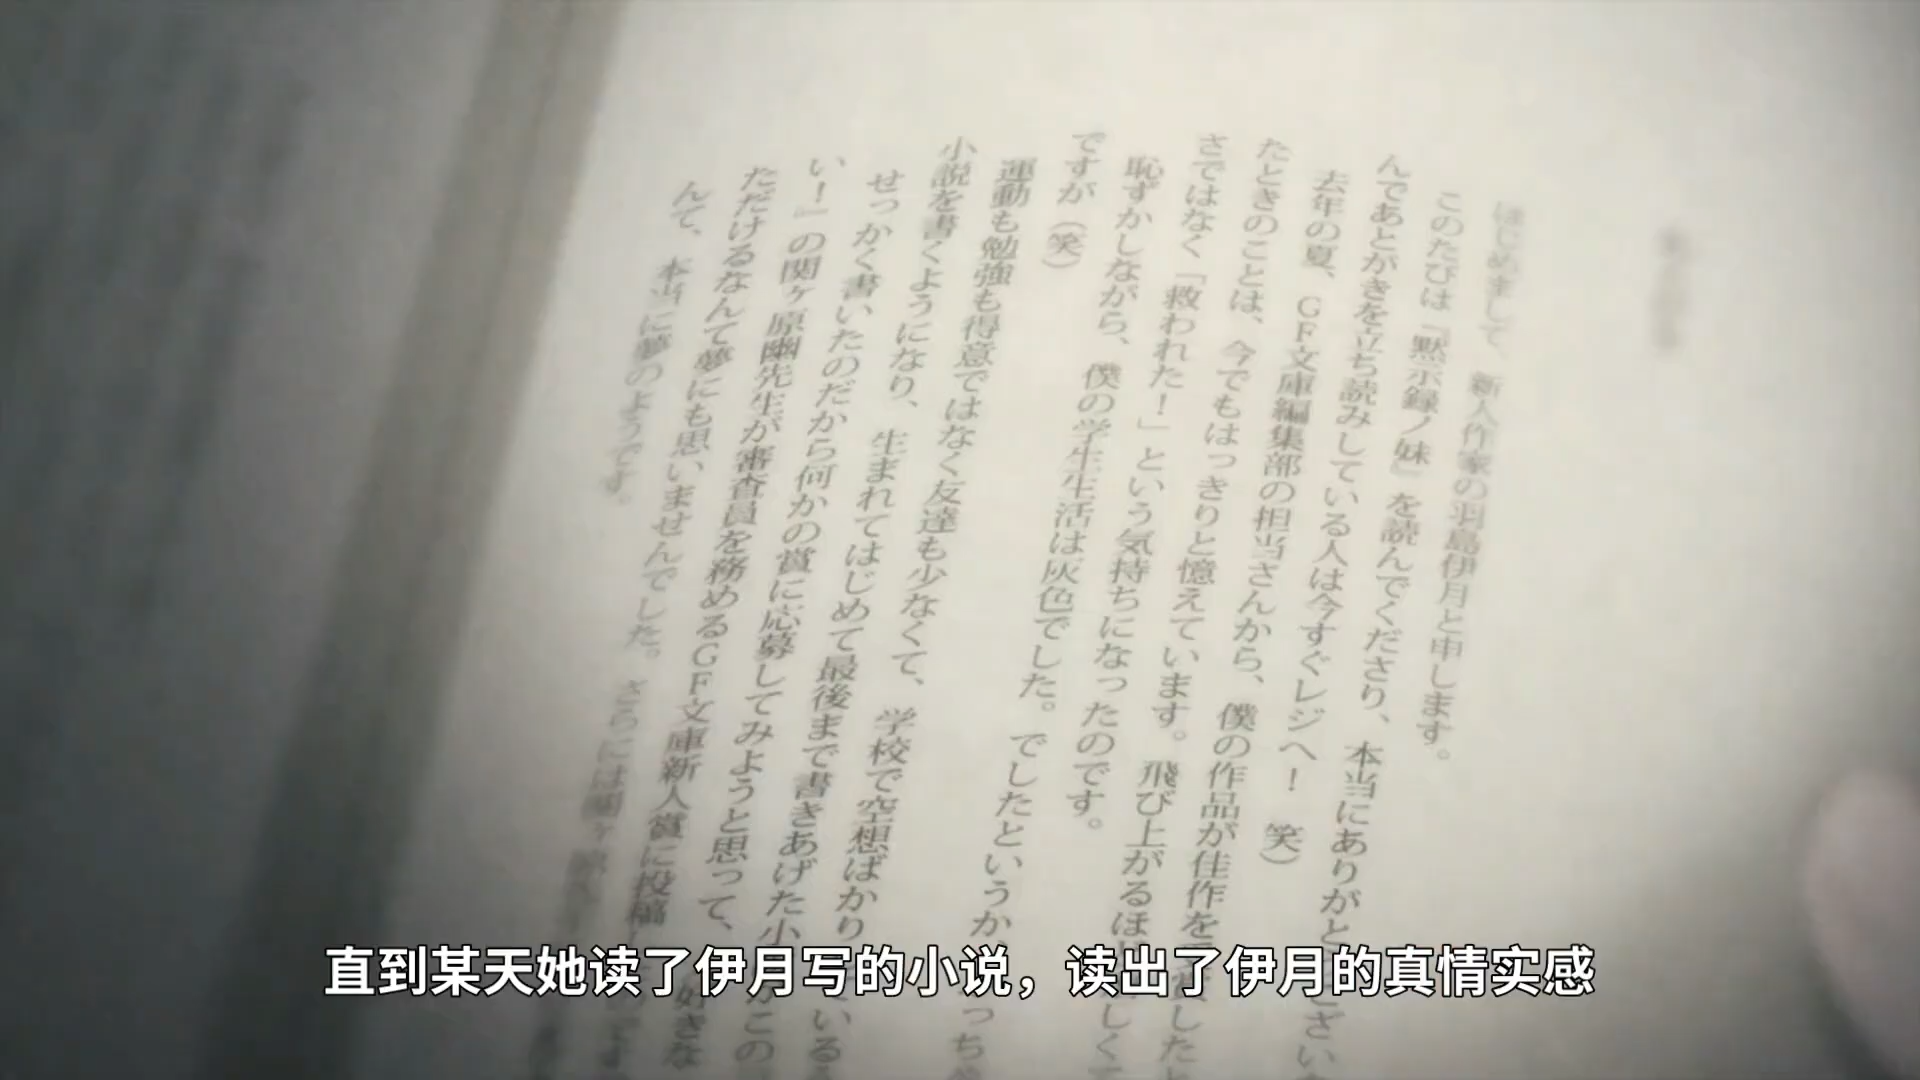 はじめまして、新人作家の羽島伊月と申します。
このたびは『黙示録ノ妹』を読んでくださり、本当にありがと
んであとがきを立ち読みしている人は今すぐレジへ！ 笑）
去年の夏、GF文庫編集部の担当さんから、僕の作品が佳作を
たときのことは、今でもはっきりと憶えています。飛び上がるほ
さではなく「救われた！」という気持ちになったのです。
恥ずかしながら、僕の学生生活は灰色でした。でしたというか、
ですが（笑）
運動も勉強も得意ではなく友達も少なくて、学校で空想ばかり
小説を書くようになり、生まれてはじめて最後まで書きあげた小
せっかく書いたのだから何かの賞に応募してみようと思って、
い！』の関ヶ原幽先生が審査員を務めるGF文庫新人賞に投稿
ただけるなんて夢にも思いませんでした。さらには関ヶ原
んて、本当に夢のようです。
直到某天她读了伊月写的小说，读出了伊月的真情实感